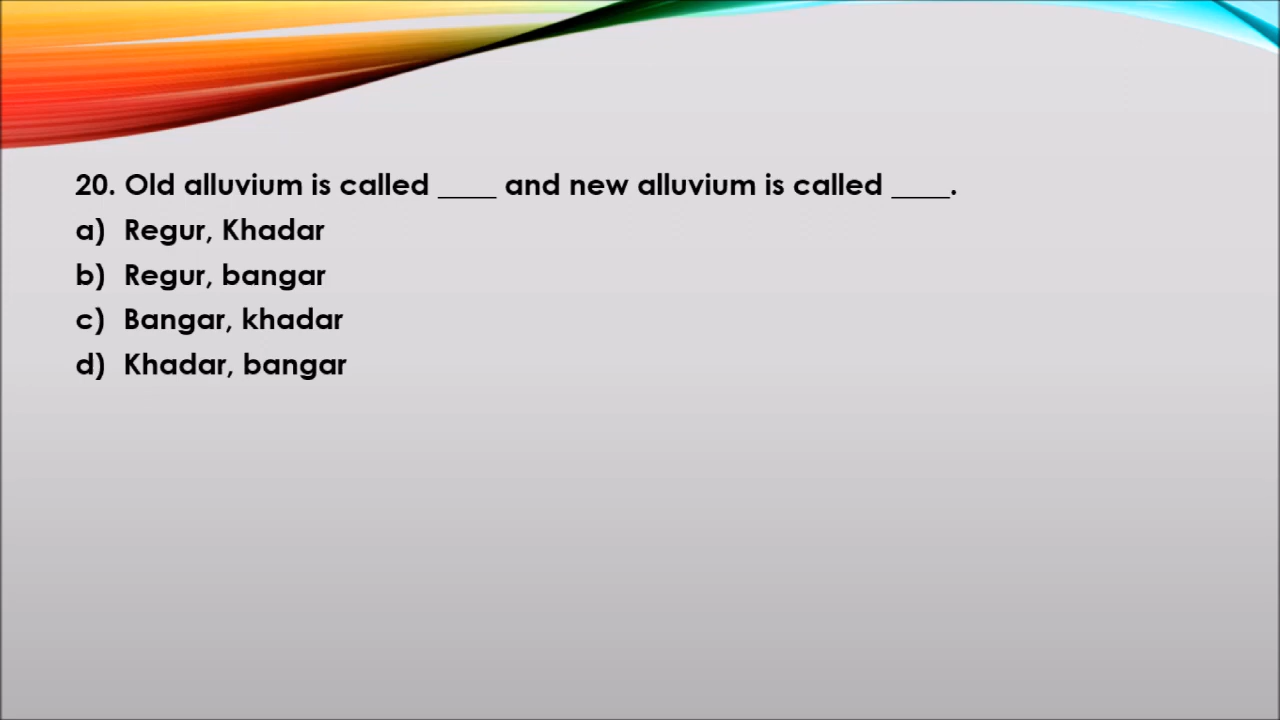 20. Old alluvium is called ____ and new alluvium is called ____.
a) Regur, Khadar
b) Regur, bangar
c) Bangar, khadar
d) Khadar, bangar